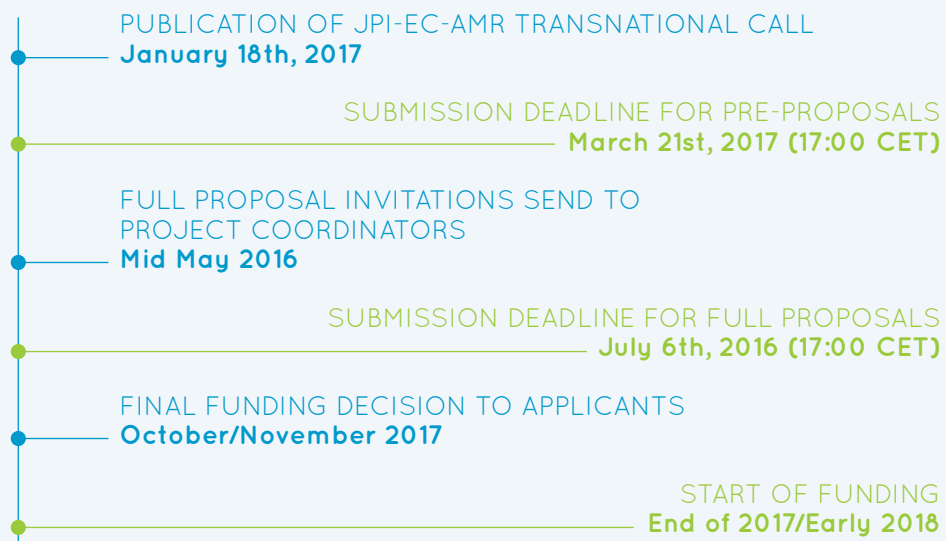 PUBLICATION OF JPI-EC-AMR TRANSNATIONAL CALL
January 18th, 2017
SUBMISSION DEADLINE FOR PRE-PROPOSALS
March 21st, 2017 (17:00 CET)
FULL PROPOSAL INVITATIONS SEND TO
PROJECT COORDINATORS
Mid May 2016
SUBMISSION DEADLINE FOR FULL PROPOSALS
July 6th, 2016 (17:00 CET)
FINAL FUNDING DECISION TO APPLICANTS
October/November 2017
START OF FUNDING
End of 2017/Early 2018